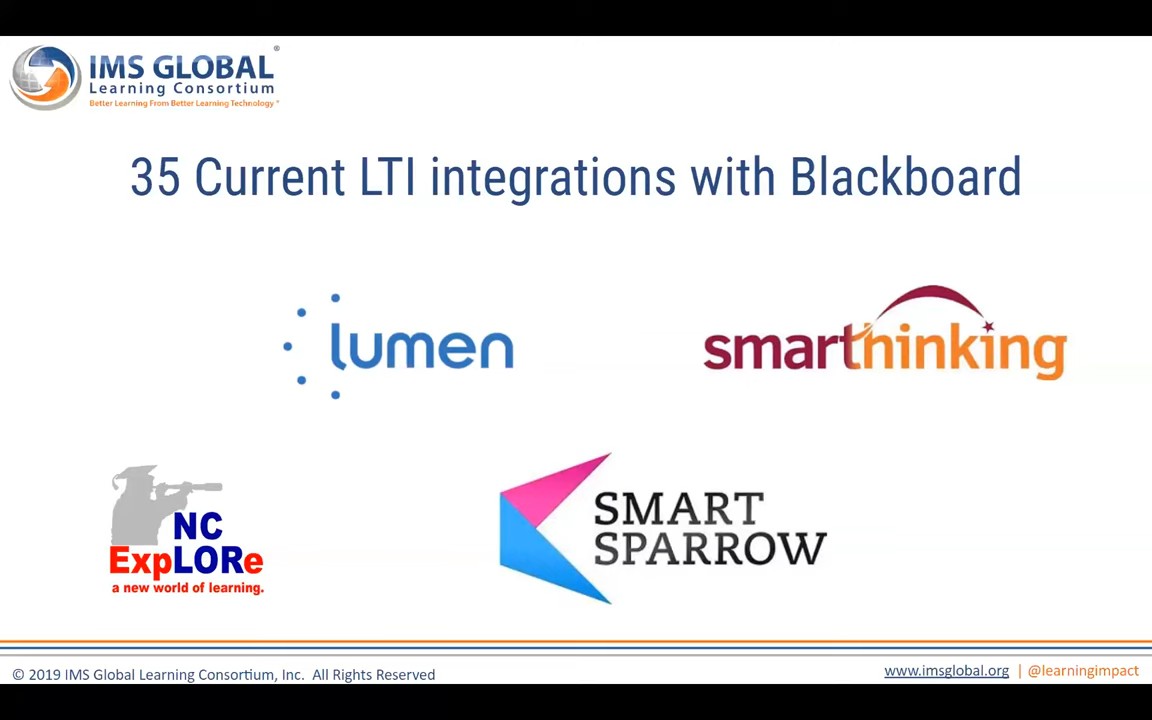 IMS GLOBAL®
Learning Consortium
Better Learning From Better Learning Technology®
35 Current LTI integrations with Blackboard
lumen
smarthinking
NC
ExpLORe
a new world of learning.
SMART
SPARROW
© 2019 IMS Global Learning Consortium, Inc. All Rights Reserved
www.imsglobal.org | @learningimpact